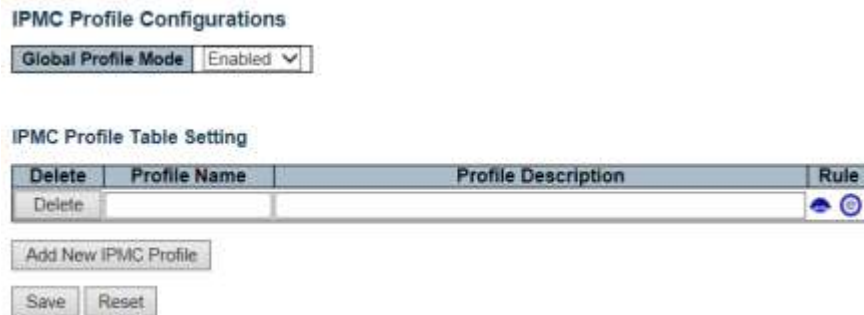 IPMC Profile Configurations
Global Profile Mode Enabled
IPMC Profile Table Setting
Delete Profile Name Profile Description Rule
Delete
Add New IPMC Profile
Save Reset